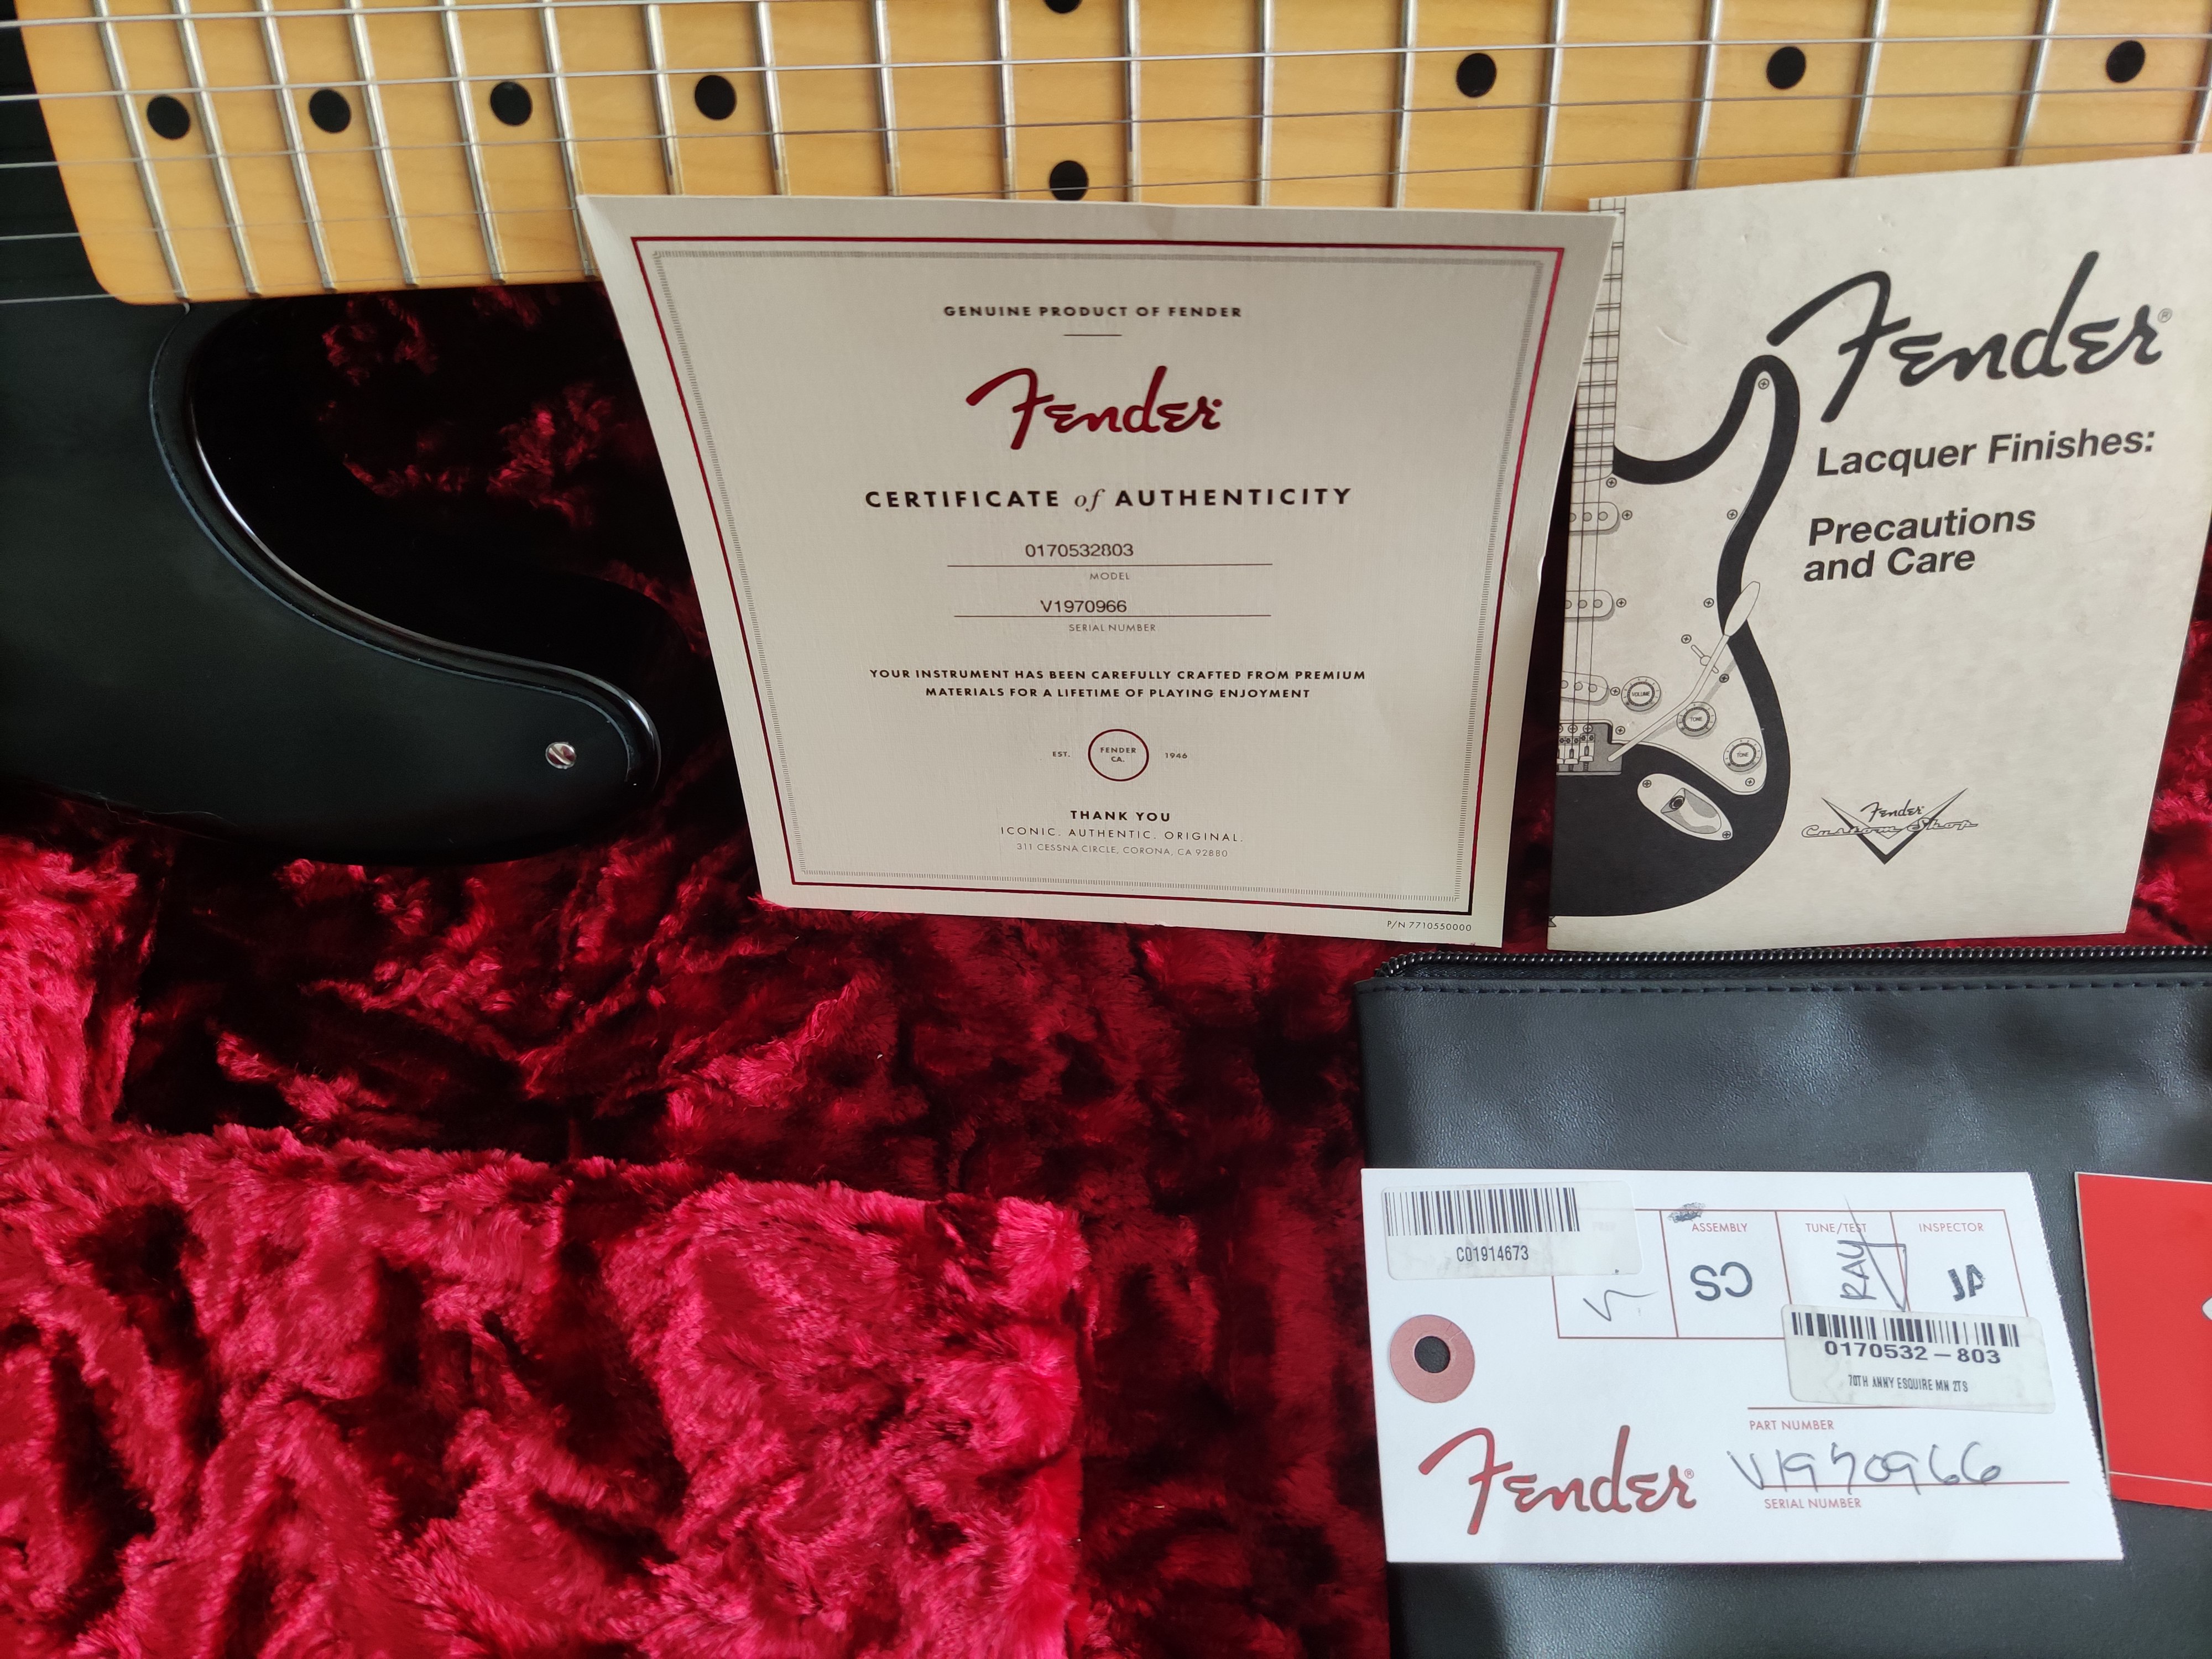 GENUINE PRODUCT OF FENDER
Fender
CERTIFICATE of AUTHENTICITY
0170532803
MODEL
V1970966
SERIAL NUMBER
YOUR INSTRUMENT HAS BEEN CAREFULLY CRAFTED FROM PREMIUM
MATERIALS FOR A LIFETIME OF PLAYING ENJOYMENT
EST.
FENDER
CA.
1946
THANK YOU
ICONIC. AUTHENTIC. ORIGINAL.
311 CESSNA CIRCLE, CORONA, CA 92880
P/N 7710550000
Fender®
Lacquer Finishes:
Precautions
and Care
VOLUME
TONE
TONE
Fender
Custom Shop
C01914673
ASSEMBLY
TUNE/TEST
INSPECTOR
CS
RAY
JA
0170532-803
70TH ANNY ESQUIRE MN 2TS
PART NUMBER
Fender®
V1970966
SERIAL NUMBER